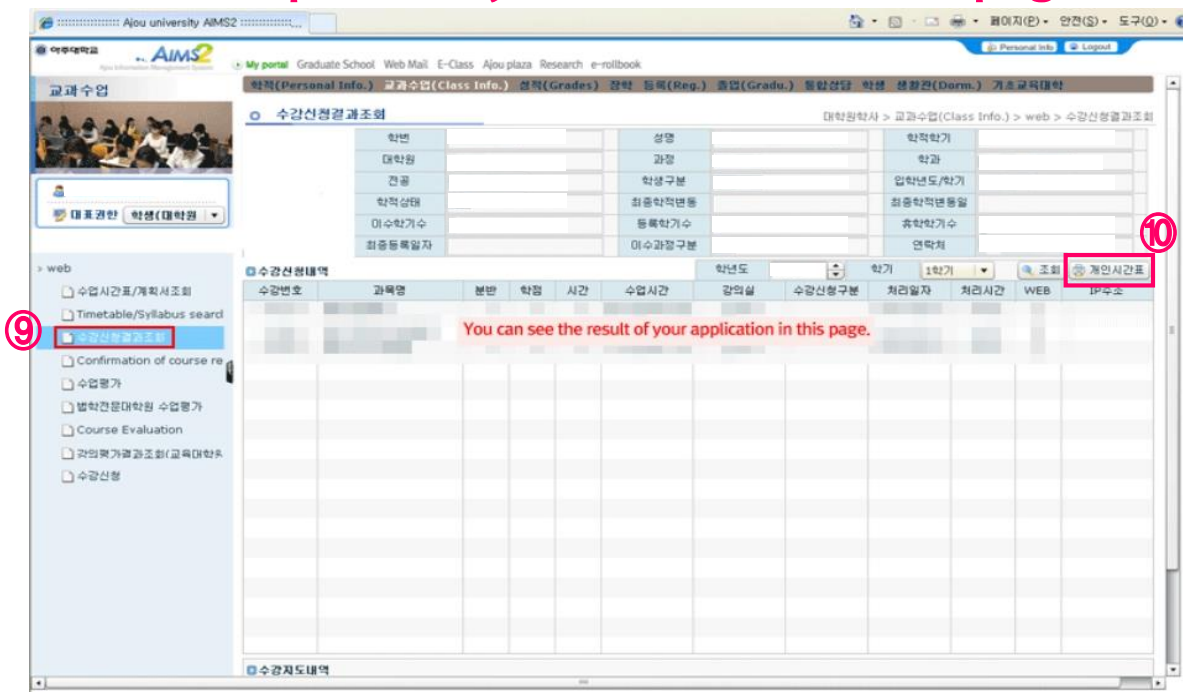 Ajou university AIMS2
페이지(P) 안전(S) 도구(O)
아주대학교 AIMS2
Ajou Information Management System
Personal Info Logout
My portal Graduate School Web Mail E-Class Ajou plaza Research e-rollbook
교과수업
학적(Personal Info.) 교과수업(Class Info.) 성적(Grades) 장학 등록(Reg.) 졸업(Gradu.) 통합상담 학생 생활관(Dorm.) 기초교육대학
수강신청결과조회
대학원학사 > 교과수업(Class Info.) > web > 수강신청결과조회
학번 성명 학적학기
대학원 과정 학과
전공 학생구분 입학년도/학기
학적상태 최종학적변동 최종학적변동일
이수학기수 등록학기수 휴학학기수
최종등록일자 이수과정구분 연락처
대표권한 학생(대학원
> web
수업시간표/계획서조회
Timetable/Syllabus search
⑨ 수강신청결과조회
Confirmation of course re
수업평가
법학전문대학원 수업평가
Course Evaluation
강의평가결과조회(교육대학원
수강신청
⑩
수강신청내역 학년도 학기 1학기 조회 개인시간표
수강번호 과목명 분반 학점 시간 수업시간 강의실 수강신청구분 처리일자 처리시간 WEB IP주소
You can see the result of your application in this page.
수강지도내역